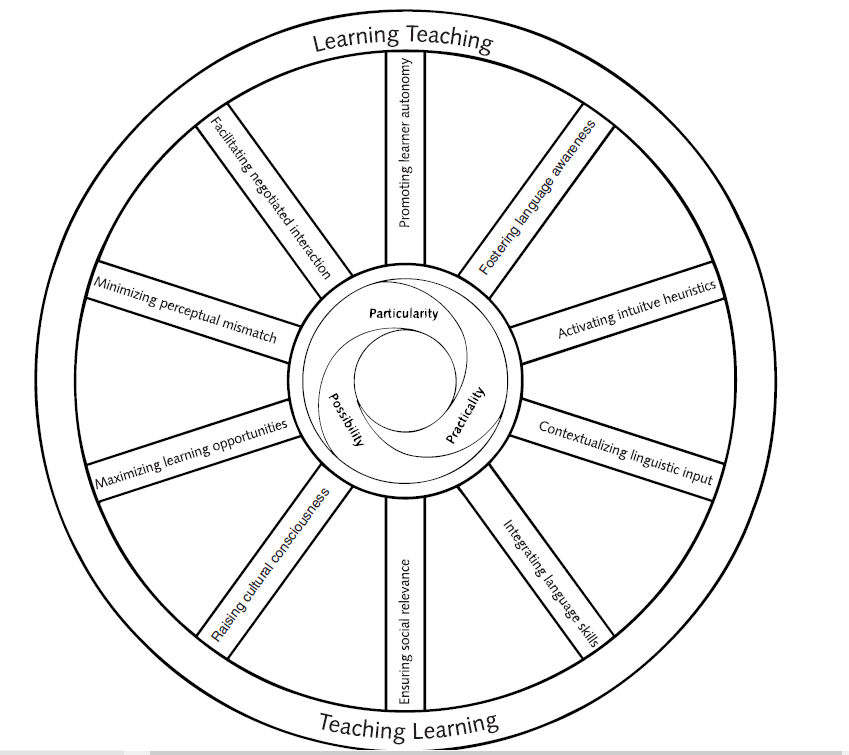 Learning Teaching
Promoting learner autonomy
Fostering language awareness
Activating intuitve heuristics
Contextualizing linguistic input
Integrating language skills
Ensuring social relevance
Raising cultural consciousness
Maximizing learning opportunities
Minimizing perceptual mismatch
Facilitating negotiated interaction
Particularity
Practicality
Possibility
Teaching Learning